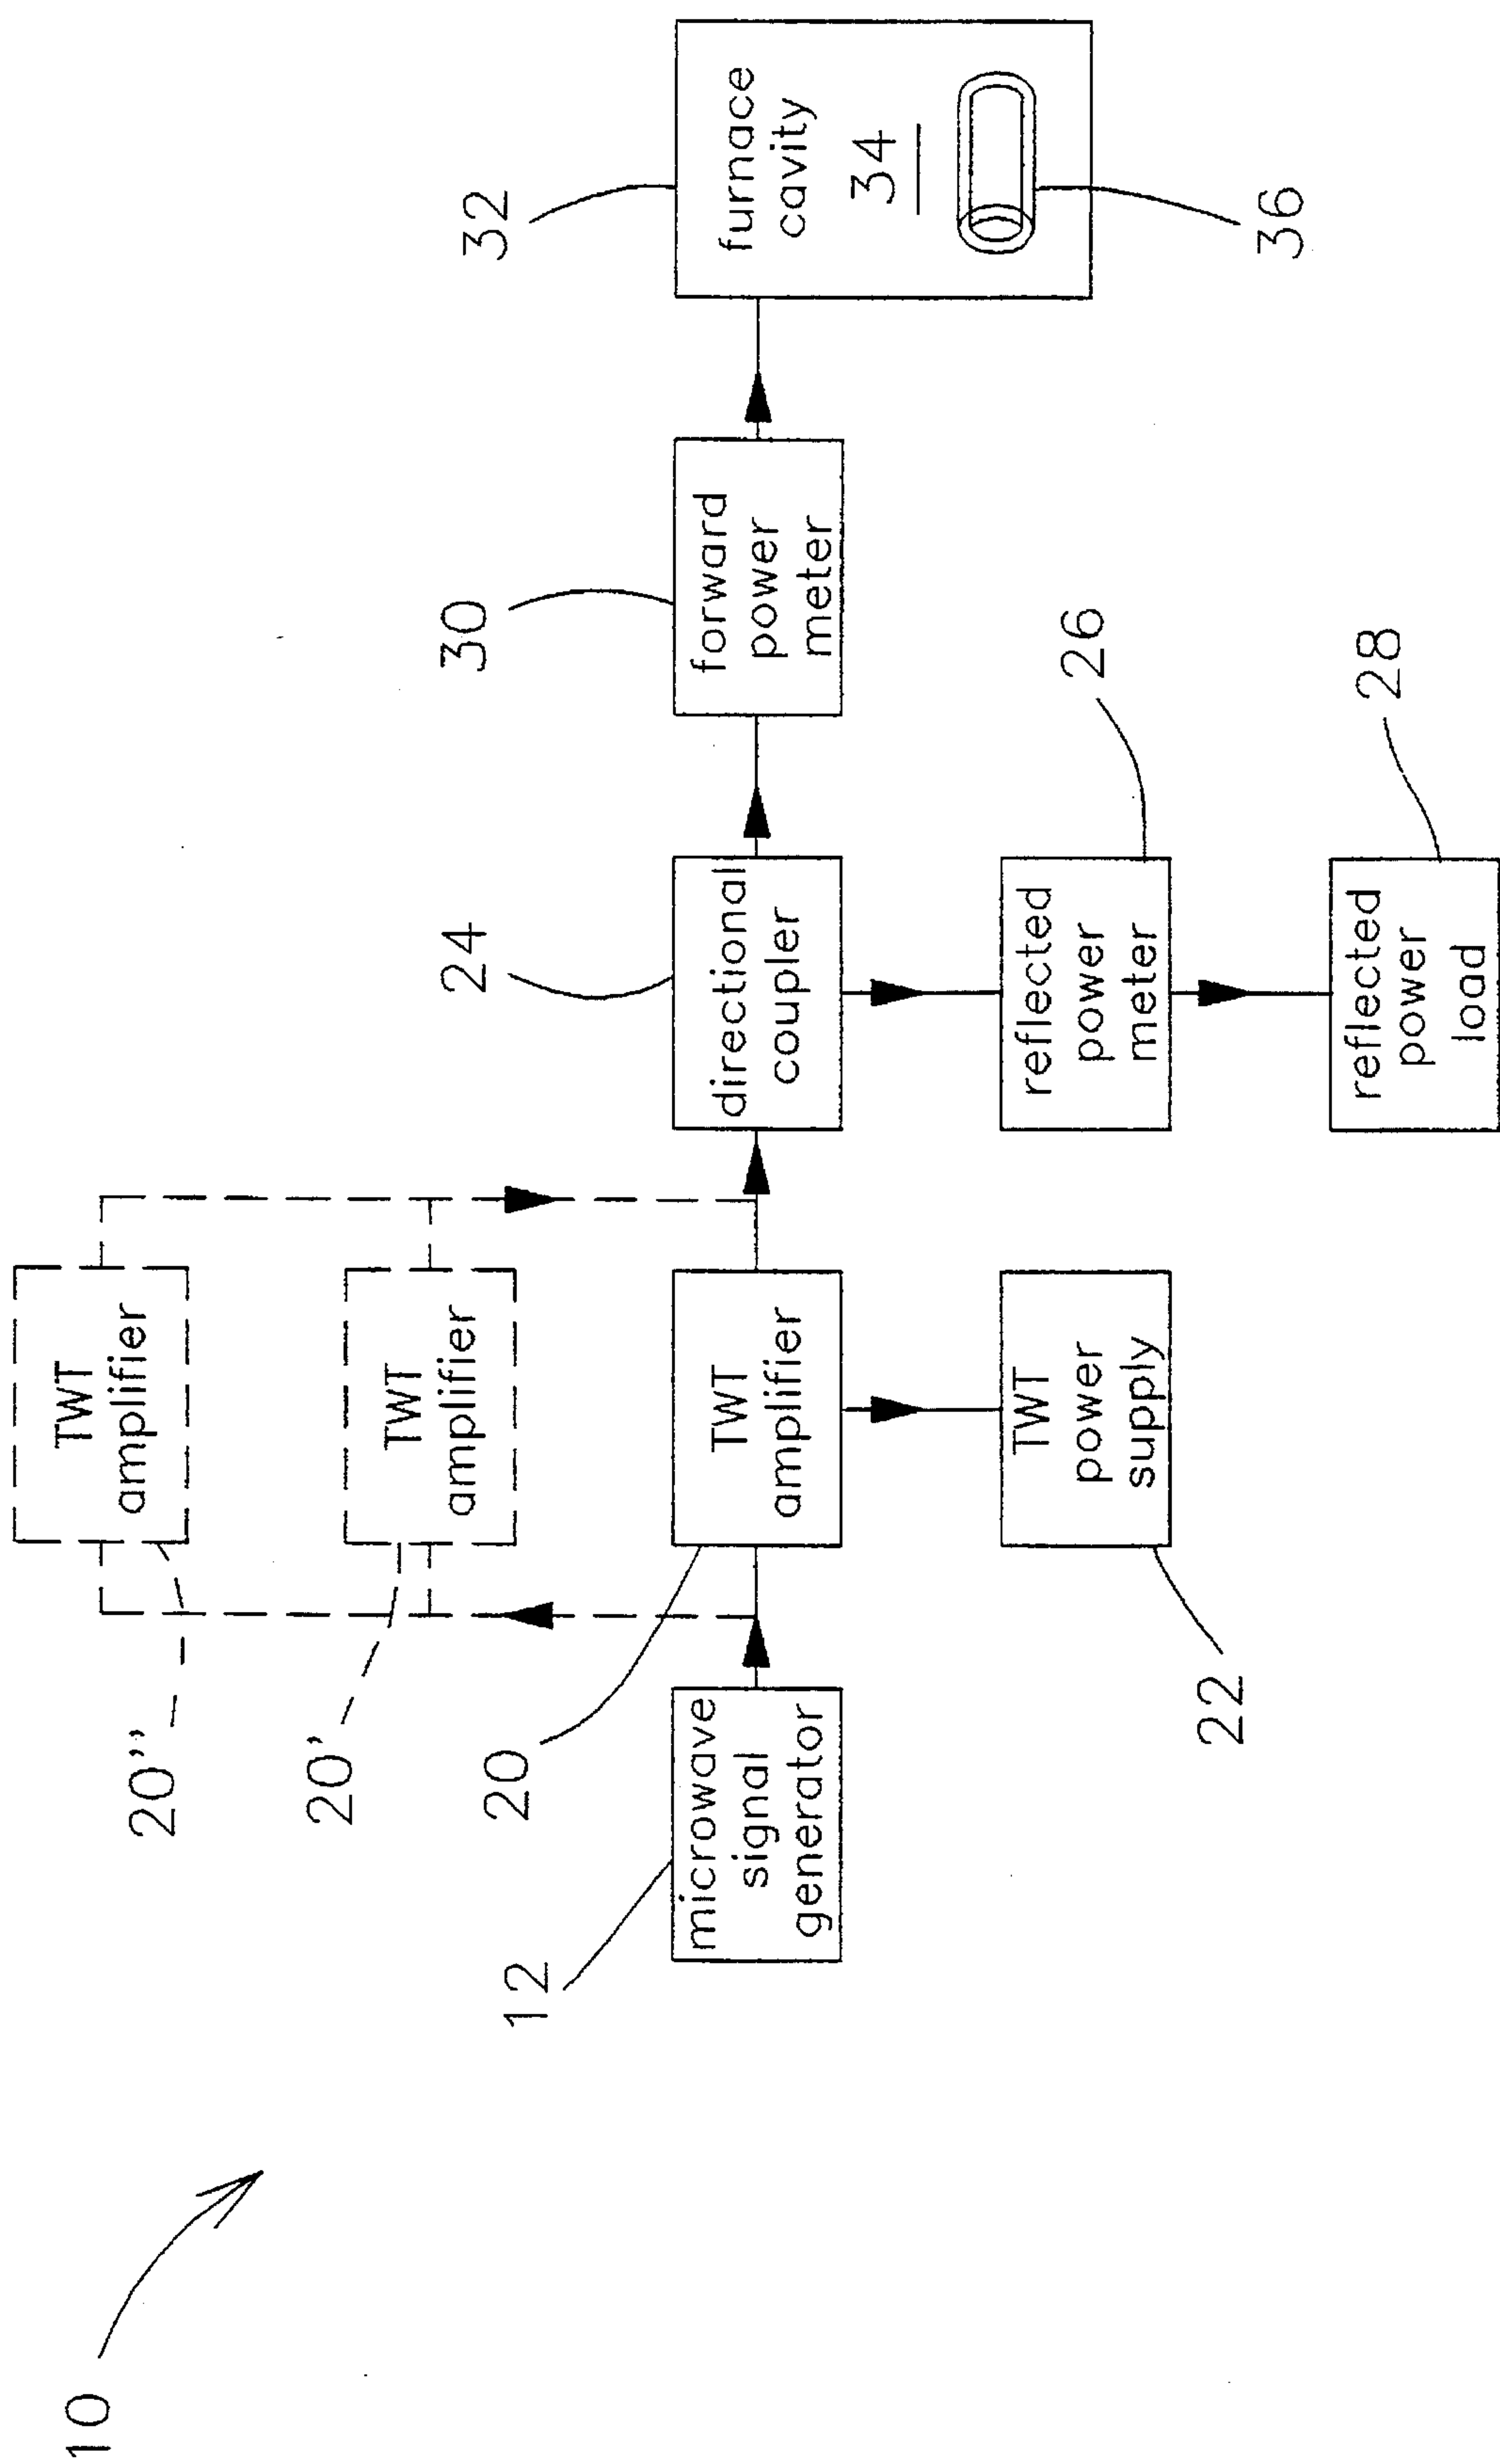 20''
TWT
amplifier
20'
TWT
amplifier
10
12
microwave
signal
generator
20
TWT
amplifier
24
directional
coupler
30
forward
power
meter
32
furnace
cavity
34
36
22
TWT
power
supply
26
reflected
power
meter
28
reflected
power
load